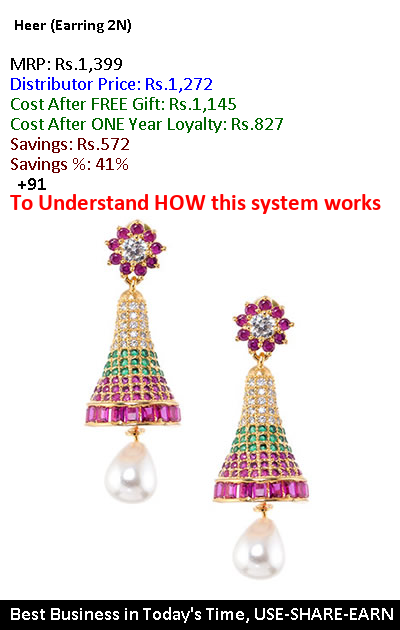 Heer (Earring 2N)
MRP: Rs.1,399
Distributor Price: Rs.1,272
Cost After FREE Gift: Rs.1,145
Cost After ONE Year Loyalty: Rs.827
Savings: Rs.572
Savings %: 41%
+91
To Understand HOW this system works
Best Business in Today's Time, USE-SHARE-EARN